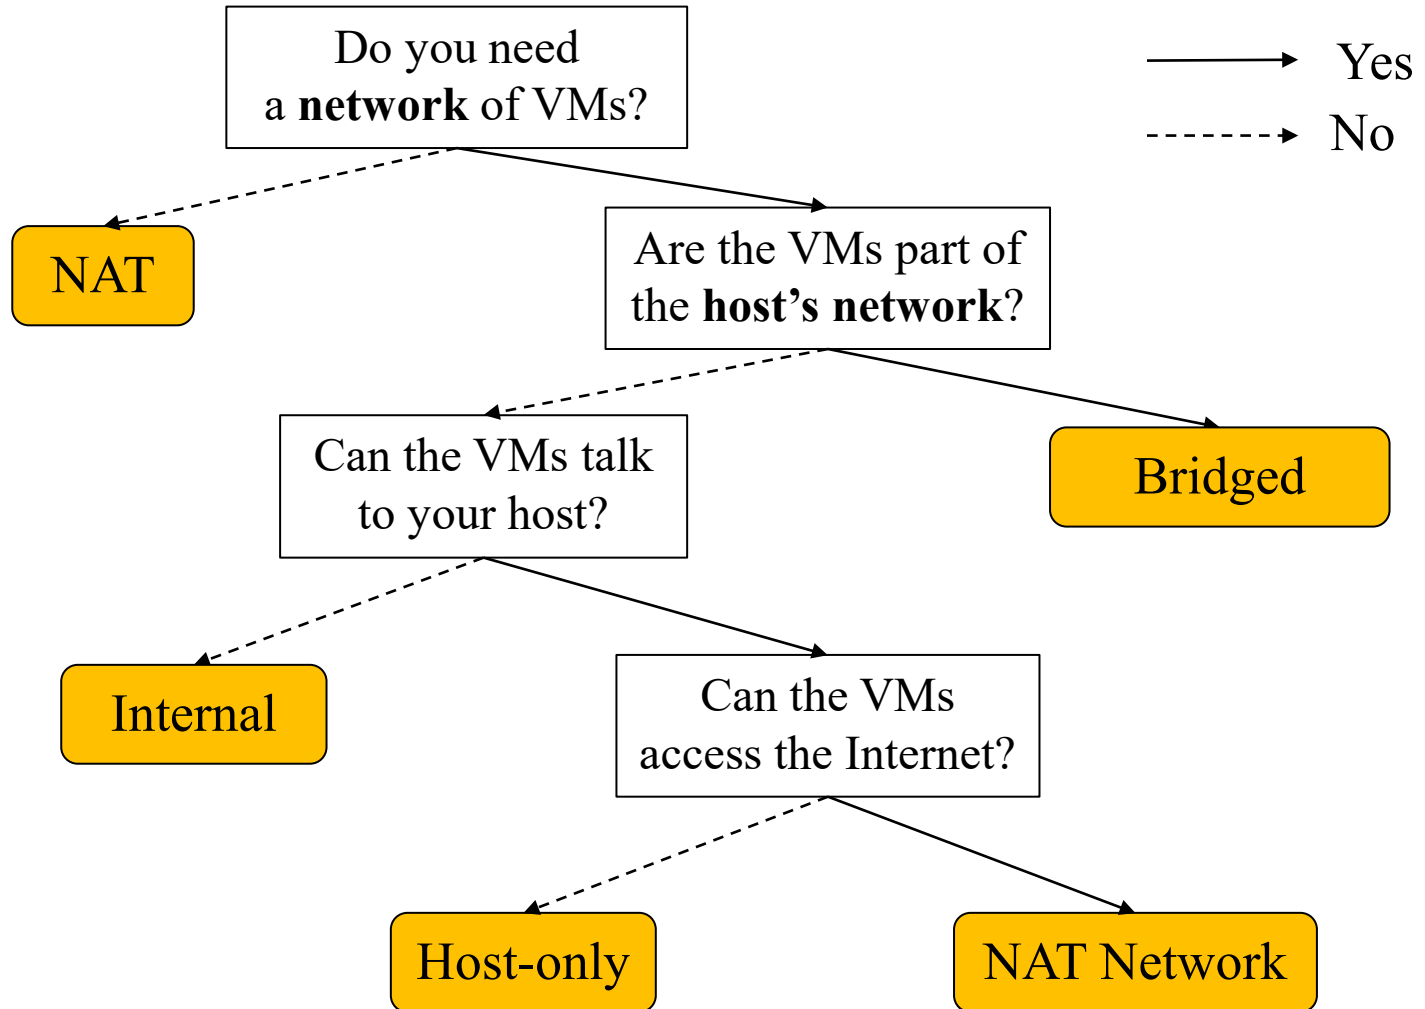 Do you need
a network of VMs?
Yes
No
NAT
Are the VMs part of
the host’s network?
Can the VMs talk
to your host?
Bridged
Internal
Can the VMs
access the Internet?
Host-only
NAT Network